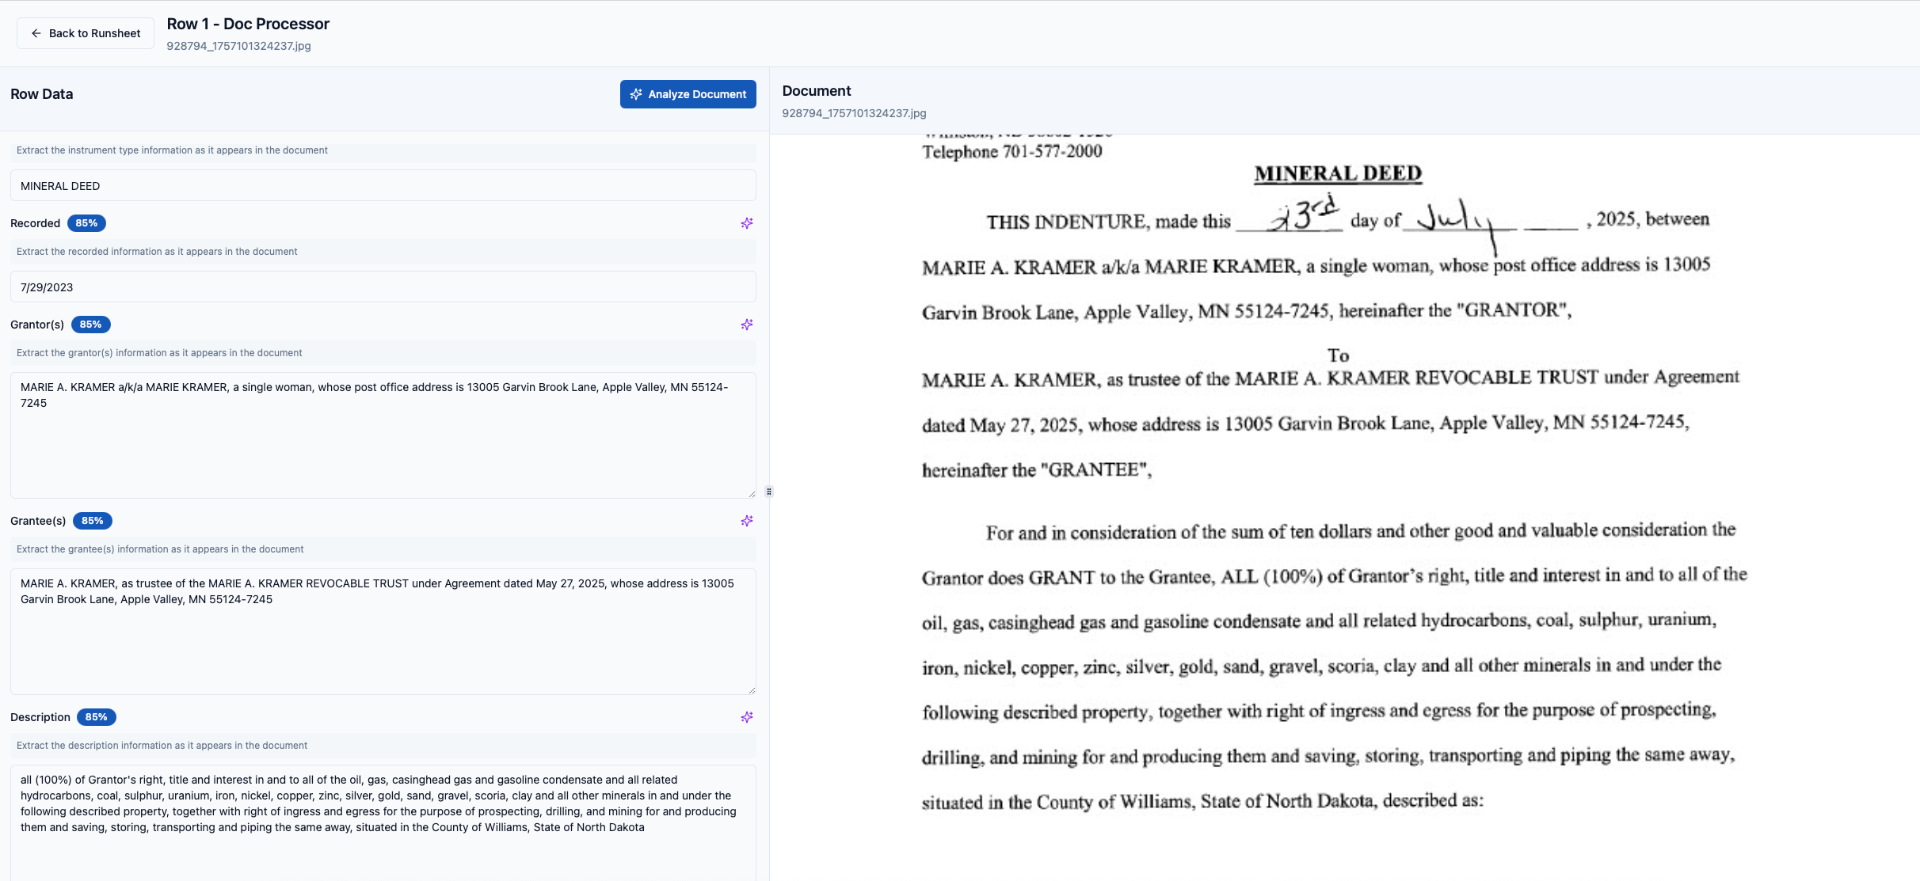 Back to Runsheet
Row 1 - Doc Processor
928794_1757101324237.jpg
Row Data
Analyze Document
Extract the instrument type information as it appears in the document
MINERAL DEED
Recorded 85%
Extract the recorded information as it appears in the document
7/29/2023
Grantor(s) 85%
Extract the grantor(s) information as it appears in the document
MARIE A. KRAMER a/k/a MARIE KRAMER, a single woman, whose post office address is 13005 Garvin Brook Lane, Apple Valley, MN 55124-
7245
Grantee(s) 85%
Extract the grantee(s) information as it appears in the document
MARIE A. KRAMER, as trustee of the MARIE A. KRAMER REVOCABLE TRUST under Agreement dated May 27, 2025, whose address is 13005
Garvin Brook Lane, Apple Valley, MN 55124-7245
Description 85%
Extract the description information as it appears in the document
all (100%) of Grantor's right, title and interest in and to all of the oil, gas, casinghead gas and gasoline condensate and all related
hydrocarbons, coal, sulphur, uranium, iron, nickel, copper, zinc, silver, gold, sand, gravel, scoria, clay and all other minerals in and under the
following described property, together with right of ingress and egress for the purpose of prospecting, drilling, and mining for and producing
them and saving, storing, transporting and piping the same away, situated in the County of Williams, State of North Dakota
Document
928794_1757101324237.jpg
Telephone 701-577-2000
MINERAL DEED
THIS INDENTURE, made this 23rd day of July , 2025, between
MARIE A. KRAMER a/k/a MARIE KRAMER, a single woman, whose post office address is 13005
Garvin Brook Lane, Apple Valley, MN 55124-7245, hereinafter the "GRANTOR",
To
MARIE A. KRAMER, as trustee of the MARIE A. KRAMER REVOCABLE TRUST under Agreement
dated May 27, 2025, whose address is 13005 Garvin Brook Lane, Apple Valley, MN 55124-7245,
hereinafter the "GRANTEE",
For and in consideration of the sum of ten dollars and other good and valuable consideration the
Grantor does GRANT to the Grantee, ALL (100%) of Grantor's right, title and interest in and to all of the
oil, gas, casinghead gas and gasoline condensate and all related hydrocarbons, coal, sulphur, uranium,
iron, nickel, copper, zinc, silver, gold, sand, gravel, scoria, clay and all other minerals in and under the
following described property, together with right of ingress and egress for the purpose of prospecting,
drilling, and mining for and producing them and saving, storing, transporting and piping the same away,
situated in the County of Williams, State of North Dakota, described as: